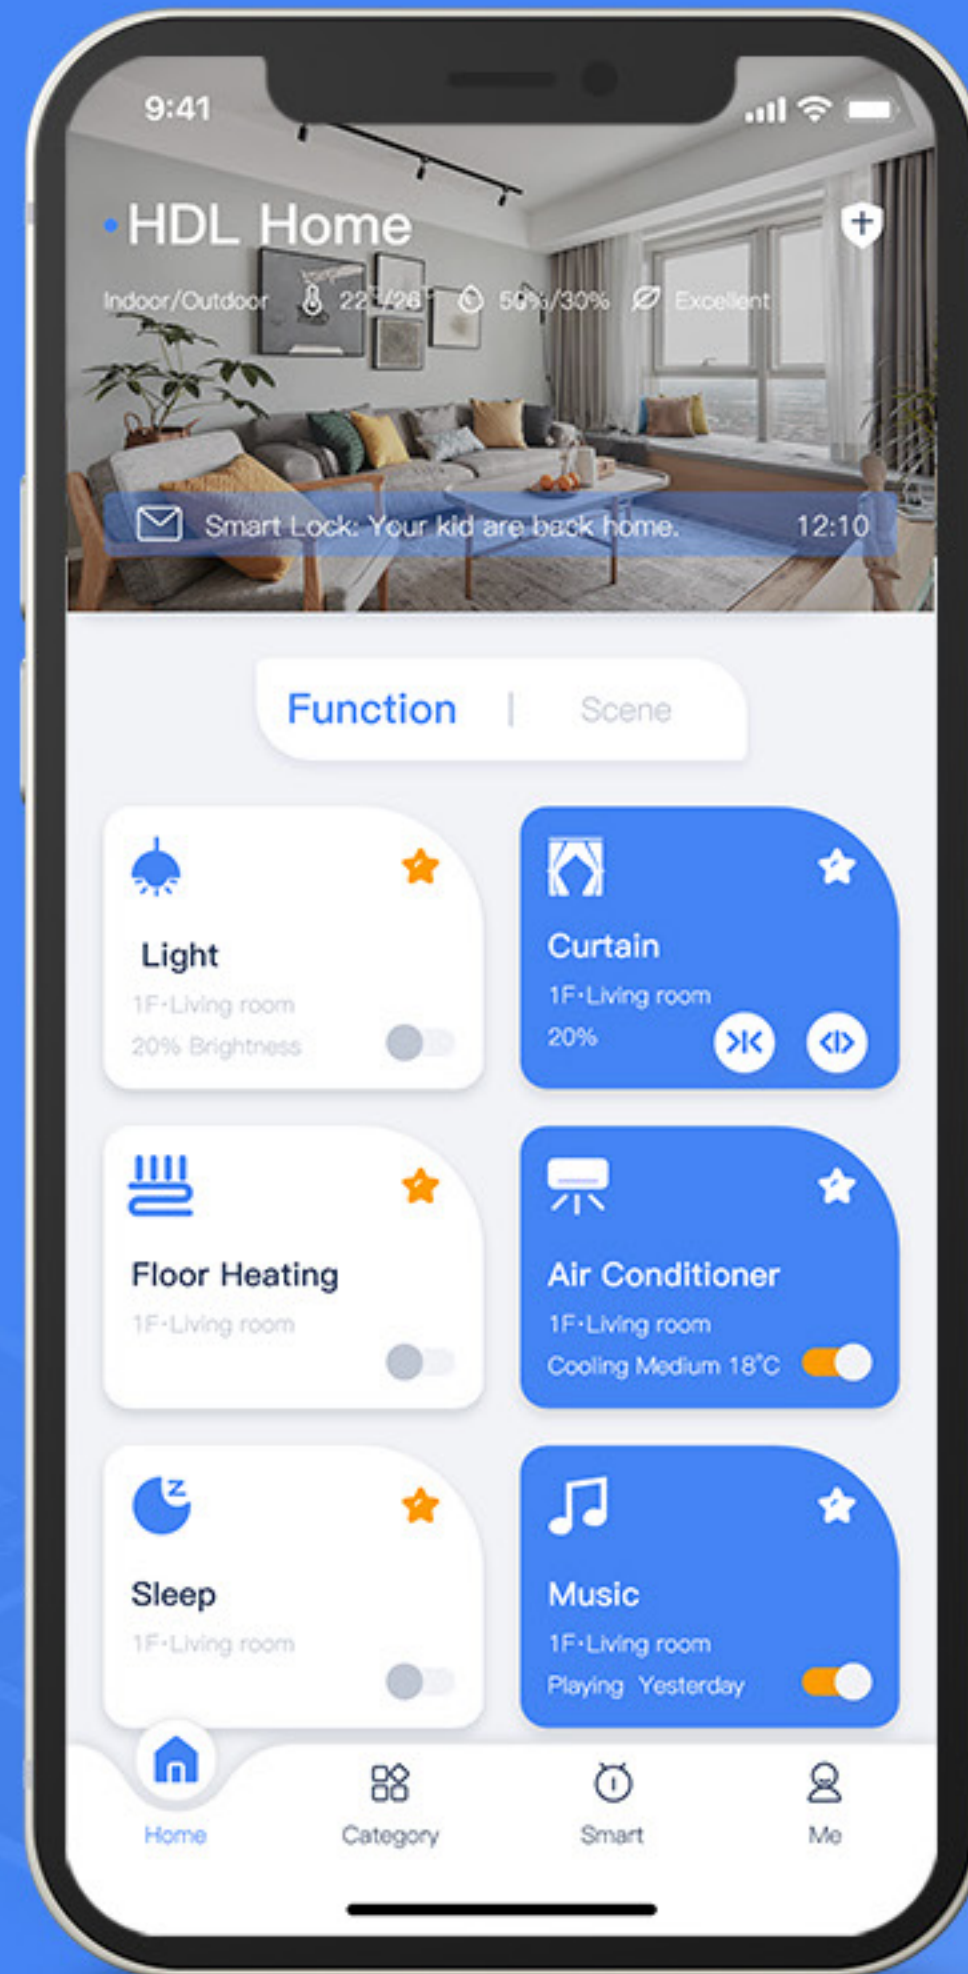 9:41
HDL Home
Indoor/Outdoor 22°/26° 50%/30% Excellent
Smart Lock: Your kid are back home. 12:10
Function | Scene
Light
1F·Living room
20% Brightness
Curtain
1F·Living room
20%
Floor Heating
1F·Living room
Air Conditioner
1F·Living room
Cooling Medium 18°C
Sleep
1F·Living room
Music
1F·Living room
Playing Yesterday
Home Category Smart Me